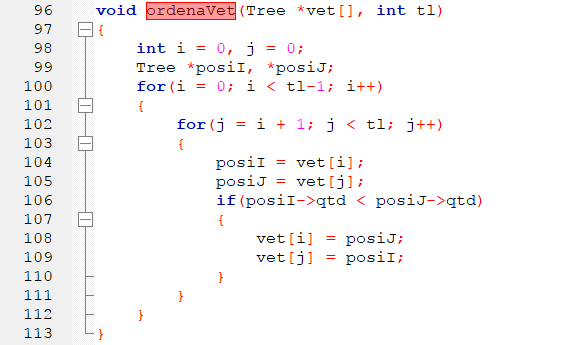 96 void ordenaVet(Tree *vet[], int tl)
97 {
98     int i = 0, j = 0;
99     Tree *posiI, *posiJ;
100     for(i = 0; i < tl-1; i++)
101     {
102         for(j = i + 1; j < tl; j++)
103         {
104             posiI = vet[i];
105             posiJ = vet[j];
106             if(posiI->qtd < posiJ->qtd)
107             {
108                 vet[i] = posiJ;
109                 vet[j] = posiI;
110             }
111         }
112     }
113 }